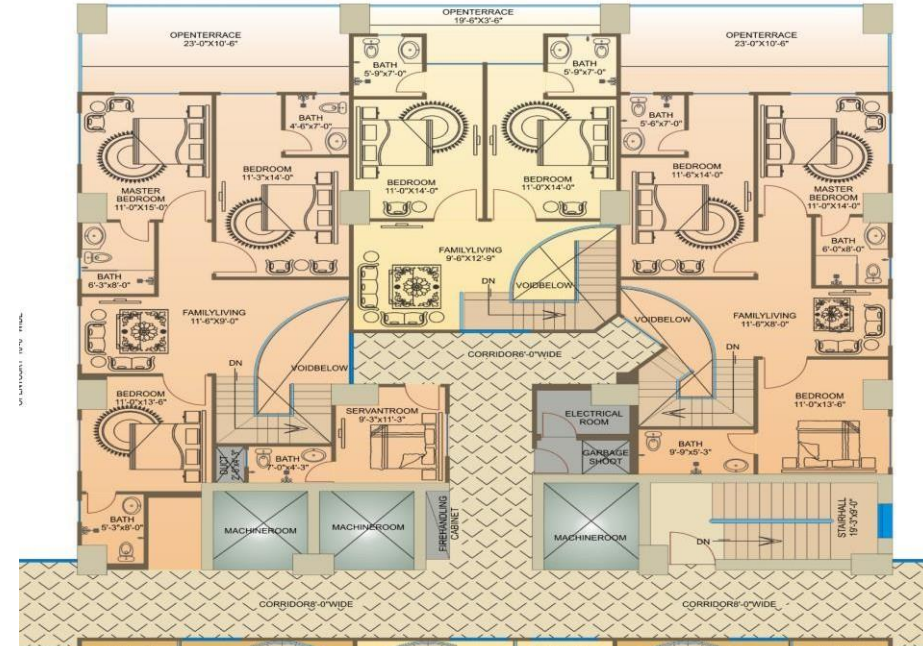 OPENTERRACE
19'-6"X3'-6"
OPENTERRACE
23'-0"X10'-6"
OPENTERRACE
23'-0"X10'-6"
BATH
5'-9"x7'-0"
BATH
5'-9"x7'-0"
BATH
4'-6"x7'-0"
BATH
5'-6"x7'-0"
BEDROOM
11'-3"x14'-0"
BEDROOM
11'-0"X14'-0"
BEDROOM
11'-0"X14'-0"
BEDROOM
11'-6"x14'-0"
MASTER
BEDROOM
11'-0"X15'-0"
MASTER
BEDROOM
11'-0"X14'-0"
BATH
6'-3"x8'-0"
FAMILYLIVING
9'-6"X12'-9"
BATH
6'-0"x8'-0"
DN
VOIDBELOW
FAMILYLIVING
11'-6"X9'-0"
VOIDBELOW
FAMILYLIVING
11'-6"X8'-0"
DN
VOIDBELOW
CORRIDOR6'-0"WIDE
DN
BEDROOM
11'-0"x13'-6"
SERVANTROOM
9'-3"x11'-3"
ELECTRICAL
ROOM
BEDROOM
11'-0"x13'-6"
DUCT
BATH
7'-0"x4'-3"
GARBAGE
SHOOT
BATH
9'-9"x5'-3"
BATH
5'-3"x8'-0"
MACHINEROOM
MACHINEROOM
FIREHANDLING
CABINET
MACHINEROOM
DN
STAIRHALL
19'-3"x9'-0"
CORRIDOR8'-0"WIDE
CORRIDOR8'-0"WIDE